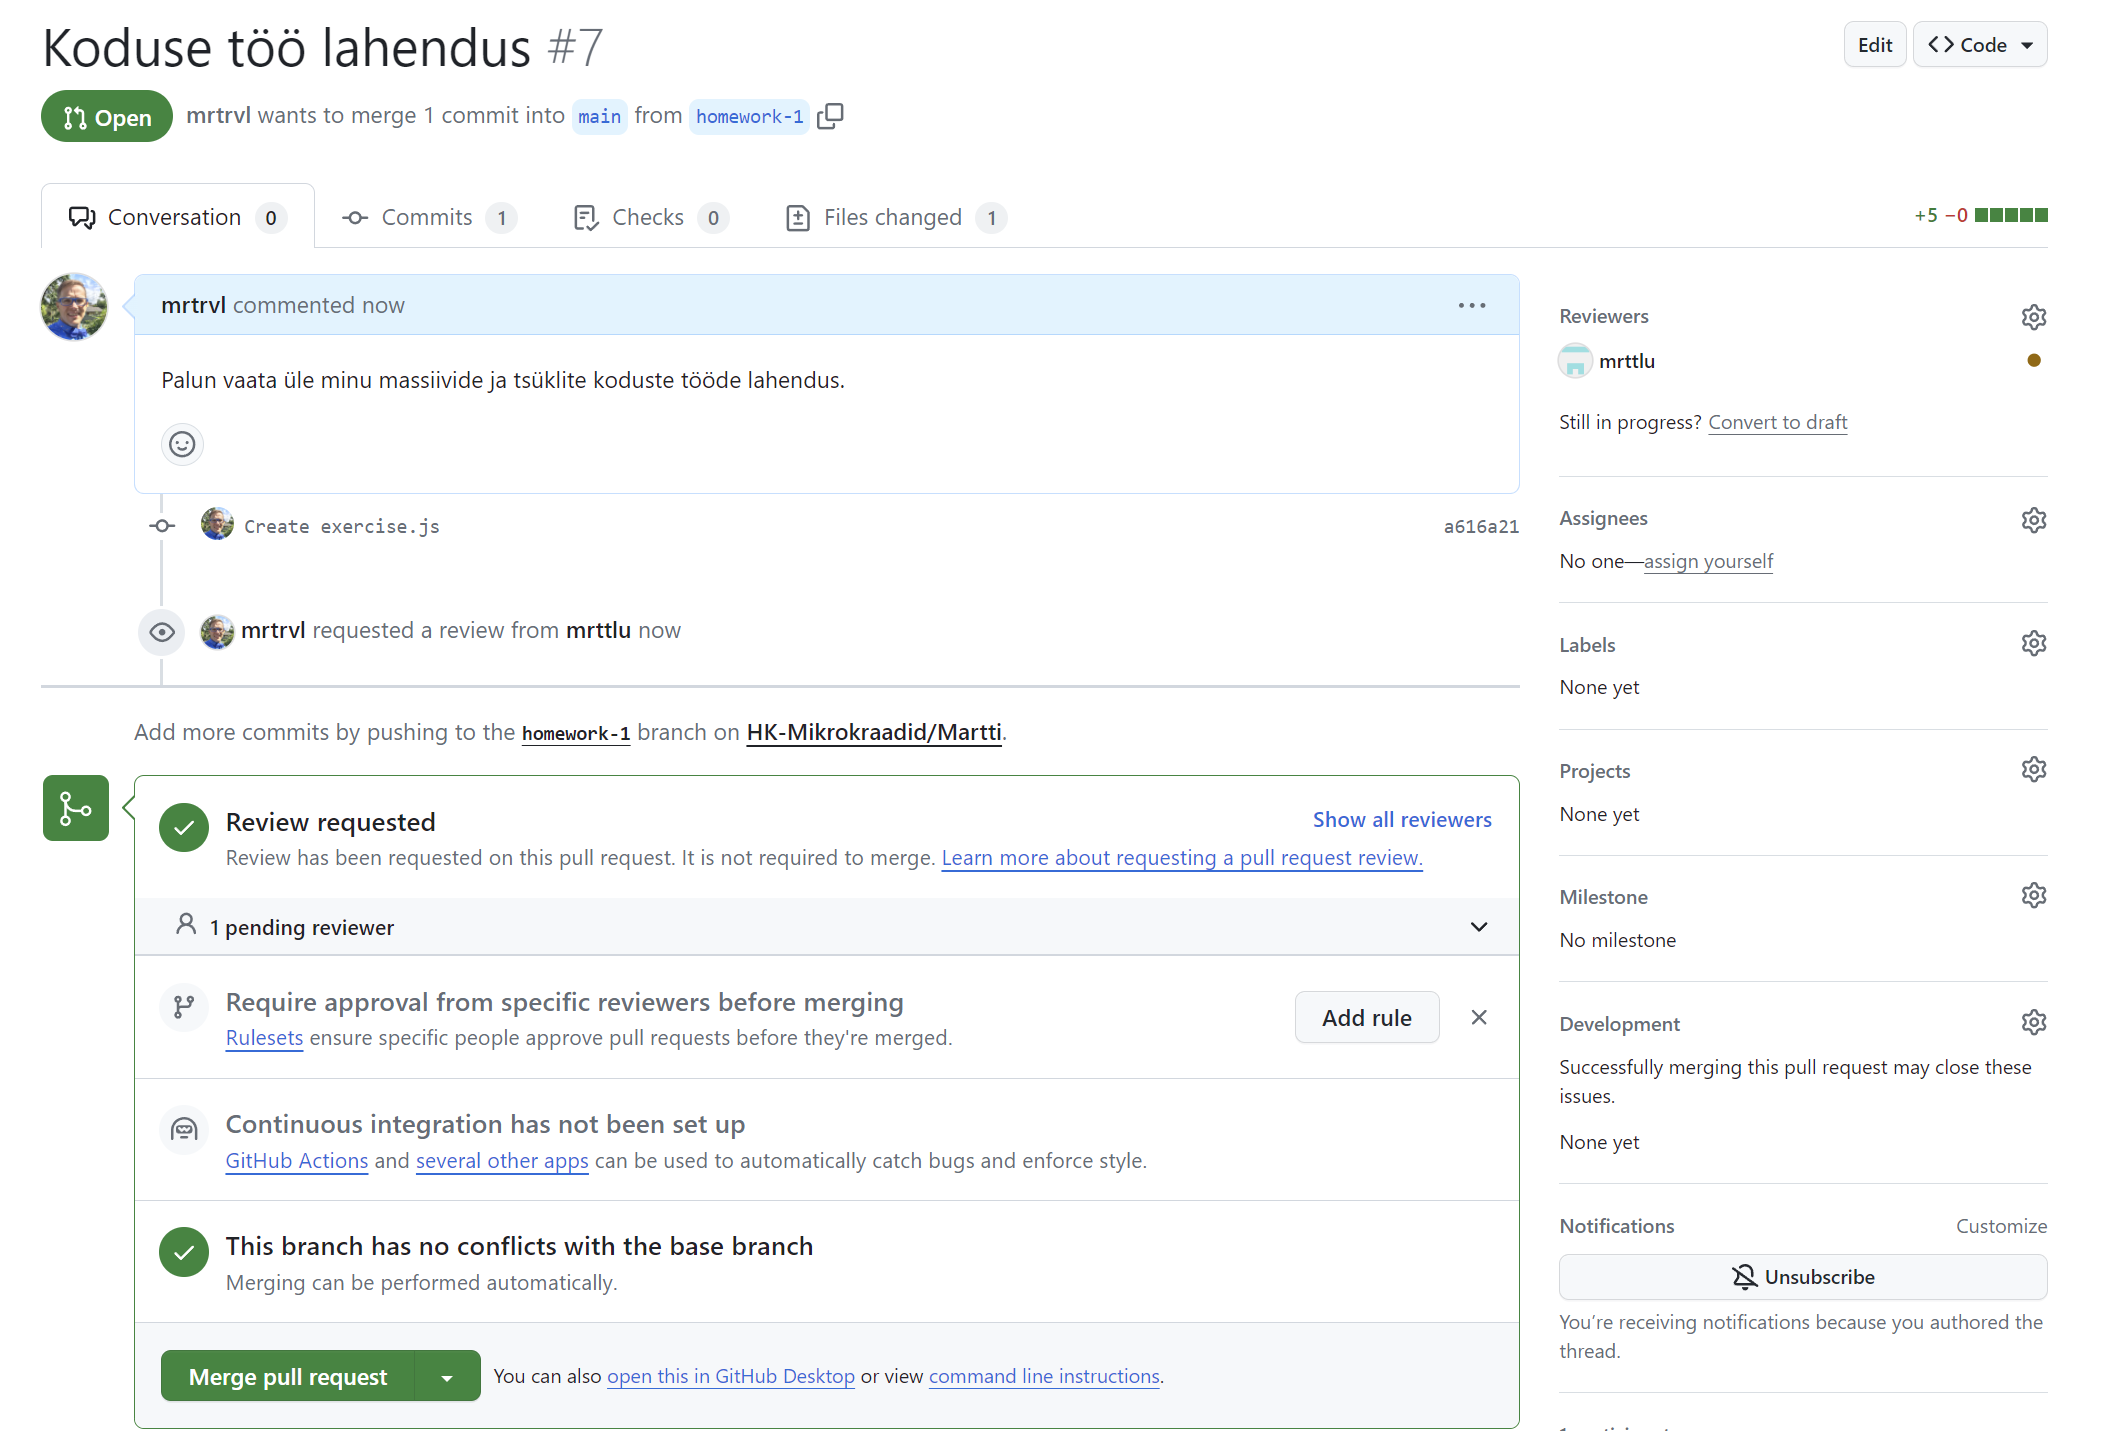 Koduse töö lahendus #7
Edit
Code
Open
mrtrvl wants to merge 1 commit into main from homework-1
Conversation 0
Commits 1
Checks 0
Files changed 1
+5 −0
mrtrvl commented now
Palun vaata üle minu massiivide ja tsüklite koduste tööde lahendus.
Create exercise.js
a616a21
mrtrvl requested a review from mrttlu now
Add more commits by pushing to the homework-1 branch on HK-Mikrokraadid/Martti.
Review requested
Show all reviewers
Review has been requested on this pull request. It is not required to merge. Learn more about requesting a pull request review.
1 pending reviewer
Require approval from specific reviewers before merging
Rulesets ensure specific people approve pull requests before they're merged.
Add rule
Continuous integration has not been set up
GitHub Actions and several other apps can be used to automatically catch bugs and enforce style.
This branch has no conflicts with the base branch
Merging can be performed automatically.
Merge pull request
You can also open this in GitHub Desktop or view command line instructions.
Reviewers
mrttlu
Still in progress? Convert to draft
Assignees
No one—assign yourself
Labels
None yet
Projects
None yet
Milestone
No milestone
Development
Successfully merging this pull request may close these
issues.
None yet
Notifications
Customize
Unsubscribe
You’re receiving notifications because you authored the
thread.